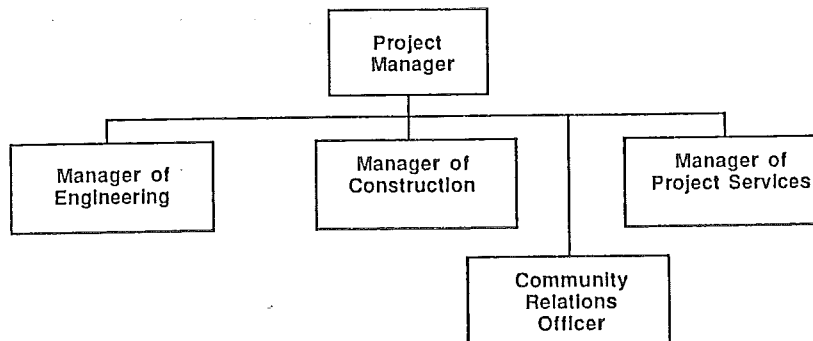 Project
Manager
Manager of
Engineering
Manager of
Construction
Manager of
Project Services
Community
Relations
Officer